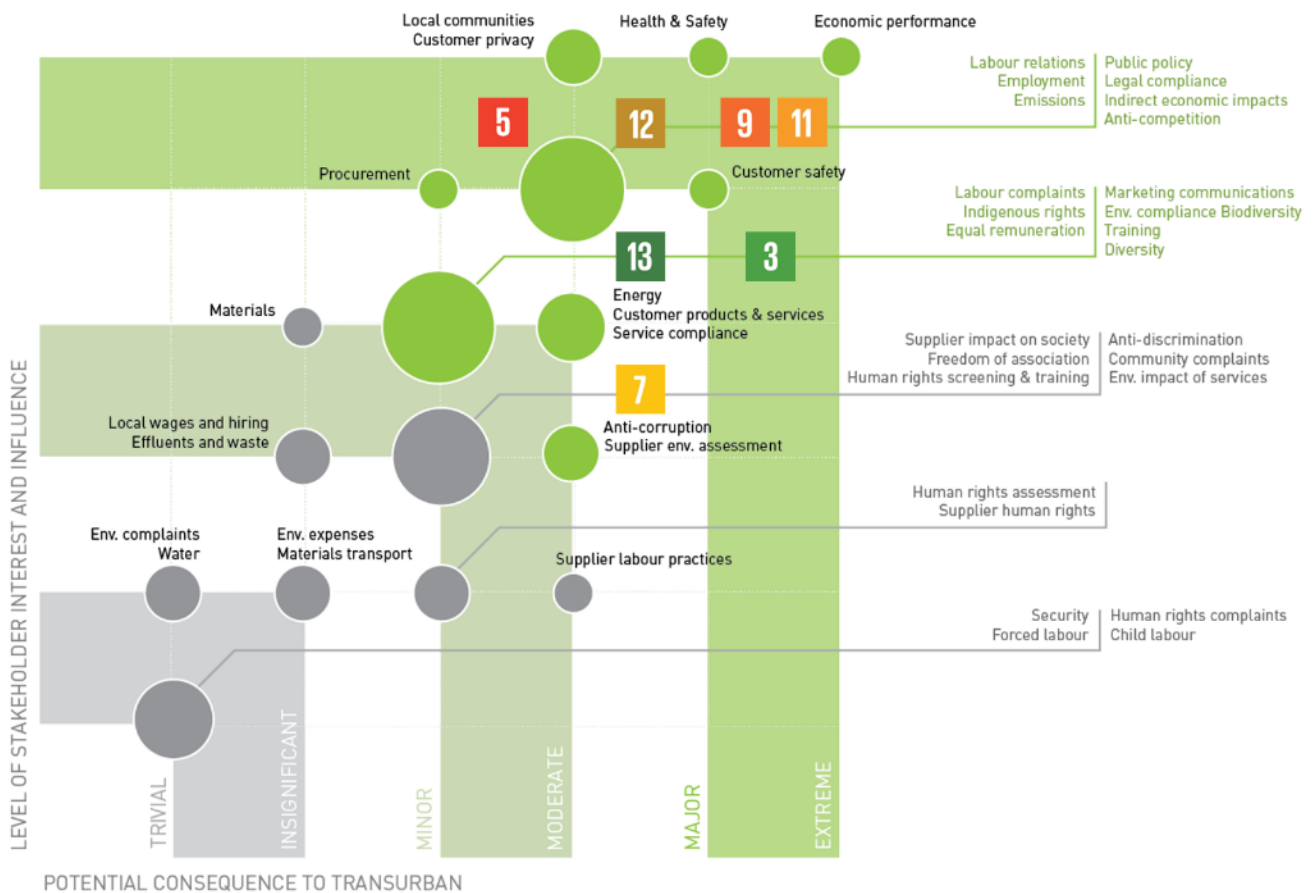 Local communities
Customer privacy
Health & Safety
Economic performance
Labour relations
Employment
Emissions
Public policy
Legal compliance
Indirect economic impacts
Anti-competition
5
12
9
11
Procurement
Customer safety
Labour complaints
Indigenous rights
Equal remuneration
Marketing communications
Env. compliance Biodiversity
Training
Diversity
13
3
Materials
Energy
Customer products & services
Service compliance
Supplier impact on society
Freedom of association
Human rights screening & training
Anti-discrimination
Community complaints
Env. impact of services
7
Local wages and hiring
Effluents and waste
Anti-corruption
Supplier env. assessment
Human rights assessment
Supplier human rights
Env. complaints
Water
Env. expenses
Materials transport
Supplier labour practices
Security
Forced labour
Human rights complaints
Child labour
LEVEL OF STAKEHOLDER INTEREST AND INFLUENCE
TRIVIAL
INSIGNIFICANT
MINOR
MODERATE
MAJOR
EXTREME
POTENTIAL CONSEQUENCE TO TRANSURBAN